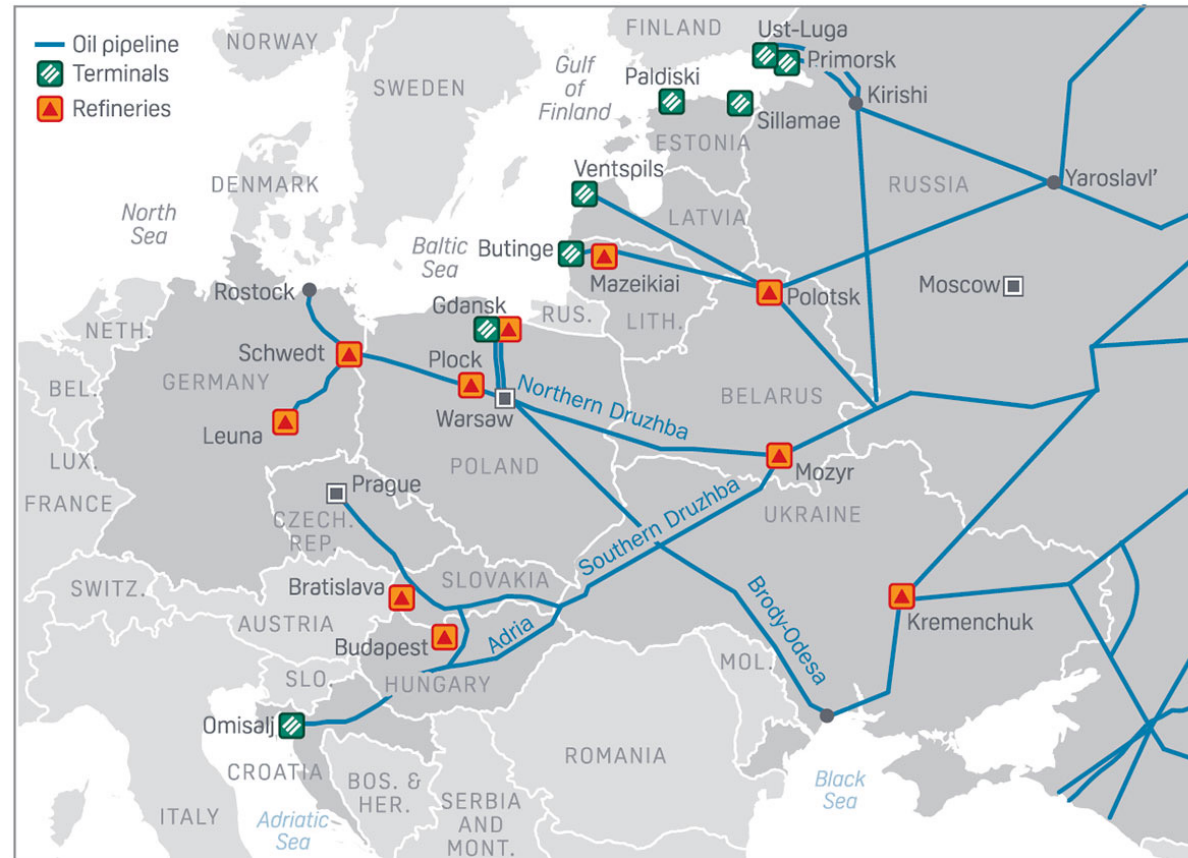 Oil pipeline
Terminals
Refineries
NORWAY
SWEDEN
FINLAND
Gulf
of
Finland
Ust-Luga
Primorsk
Paldiski
Sillamae
Kirishi
ESTONIA
DENMARK
North
Sea
Ventspils
LATVIA
RUSSIA
Yaroslavl’
Baltic
Sea
Butinge
Mazeikiai
Polotsk
Moscow
Rostock
NETH.
Gdansk
RUS.
LITH.
Schwedt
GERMANY
Plock
Warsaw
Northern Druzhba
BELARUS
BEL.
Leuna
LUX.
FRANCE
POLAND
Mozyr
Prague
CZECH.
REP.
Southern Druzhba
UKRAINE
SWITZ.
Bratislava
SLOVAKIA
AUSTRIA
Budapest
Adria
Brody-Odesa
Kremenchuk
HUNGARY
MOL.
SLO.
Omisalj
CROATIA
ROMANIA
BOS. &
HER.
SERBIA
AND
MONT.
ITALY
Adriatic
Sea
Black
Sea